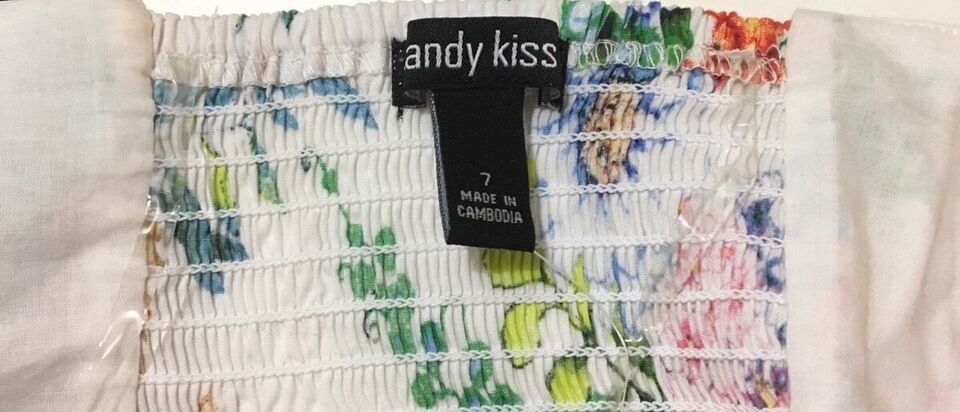 andy kiss
7
MADE IN
CAMBODIA